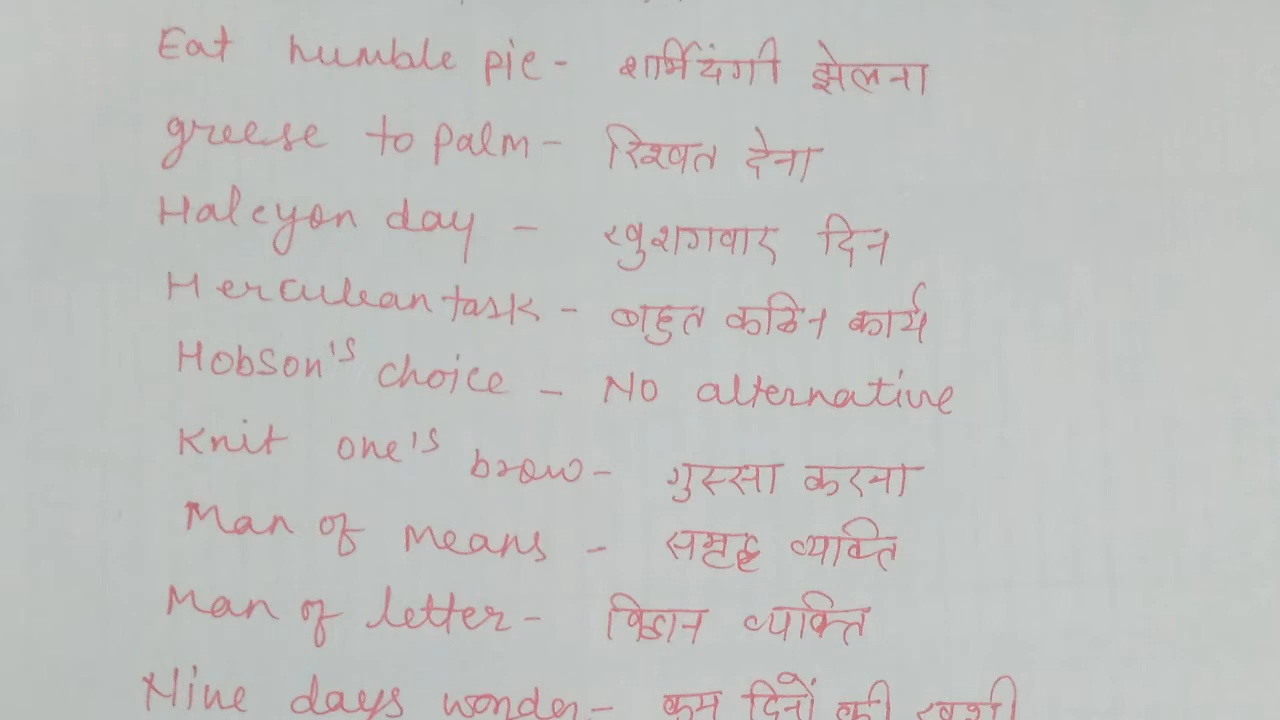 Eat humble pie - शर्मियंगी झेलना
greese to palm - रिश्वत देना
Halcyon day - खुशगवार दिन
Herculean task - बहुत कठिन कार्य
Hobson's choice - No alternative
Knit one's brow - गुस्सा करना
Man of means - समृद्ध व्यक्ति
Man of letter - विद्वान व्यक्ति
Nine days wonder - कम दिनों की खुशी